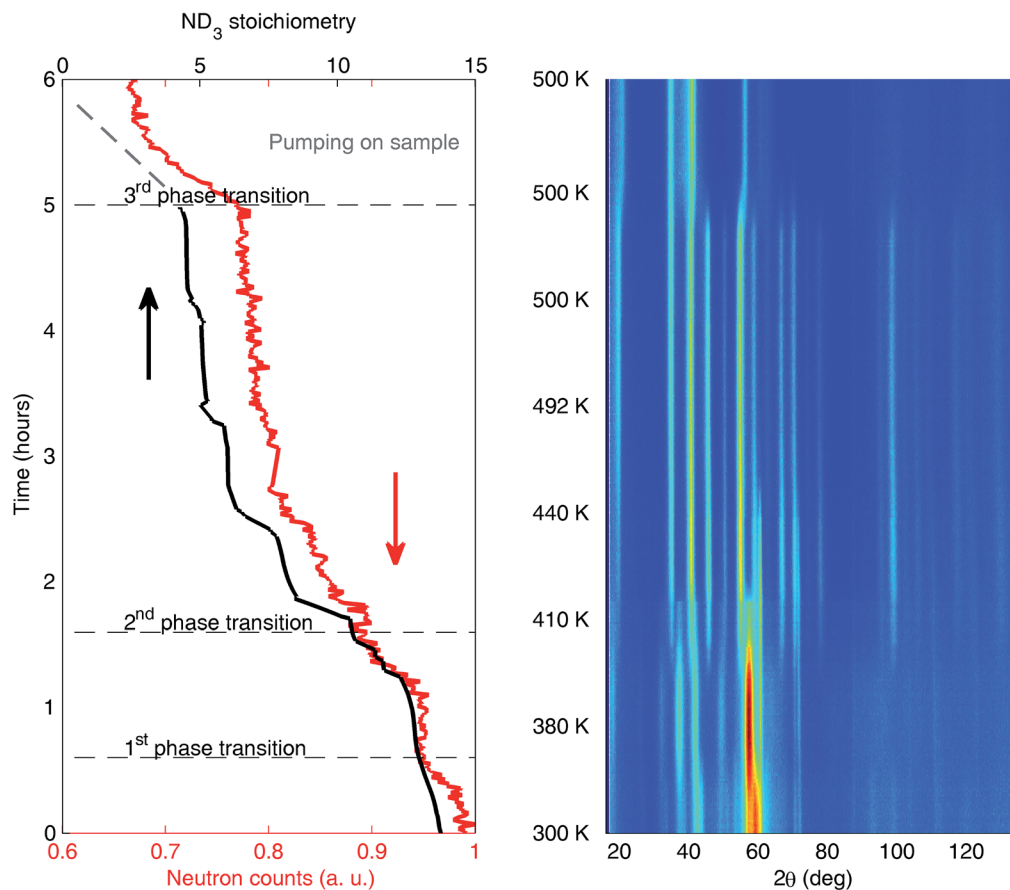 ND3 stoichiometry
0 5 10 15
6
5
4
3
2
1
0
Time (hours)
Pumping on sample
3rd phase transition
2nd phase transition
1st phase transition
0.6 0.7 0.8 0.9 1
Neutron counts (a. u.)
500 K
500 K
500 K
492 K
440 K
410 K
380 K
300 K
20 40 60 80 100 120
2θ (deg)